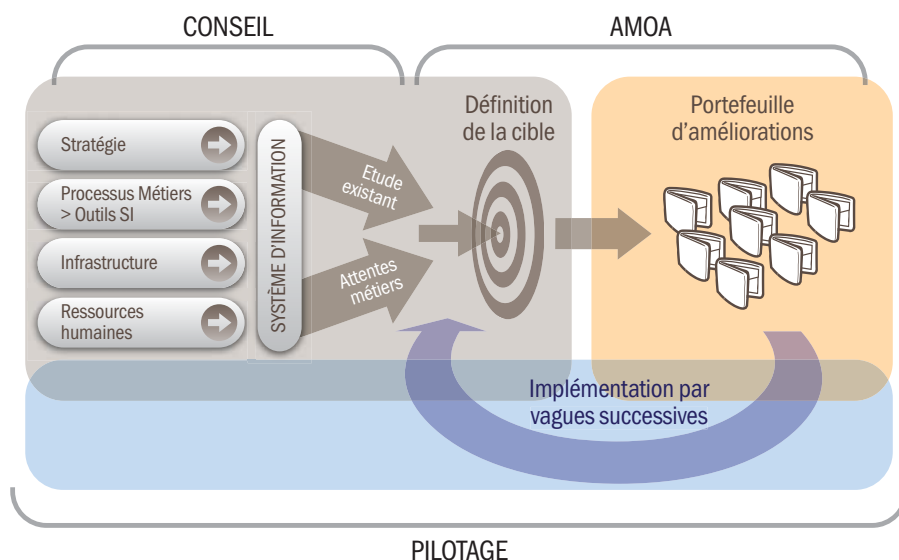 CONSEIL
AMOA
Stratégie
Processus Métiers
> Outils SI
Infrastructure
Ressources
humaines
SYSTÈME D'INFORMATION
Etude
existant
Attentes
métiers
Définition
de la cible
Portefeuille
d'améliorations
Implémentation par
vagues successives
PILOTAGE